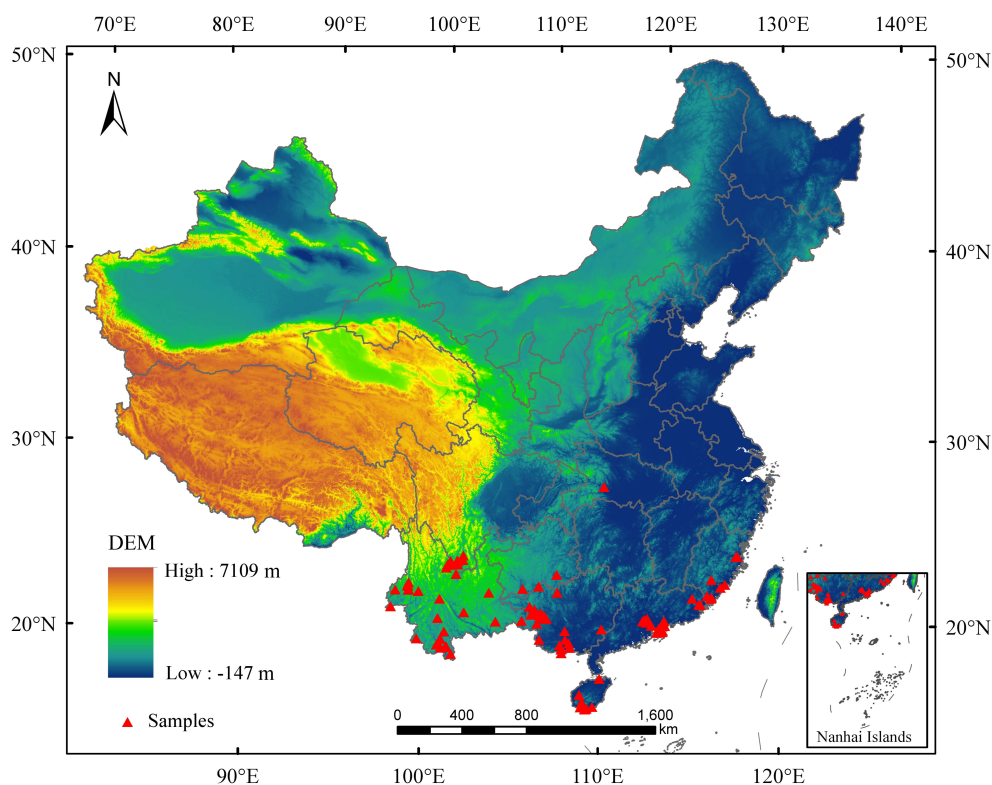 70°E 80°E 90°E 100°E 110°E 120°E 130°E 140°E
50°N 50°N
N
40°N 40°N
30°N 30°N
DEM
High : 7109 m
20°N 20°N
Low : -147 m
Samples
0 400 800 1,600
km
Nanhai Islands
90°E 100°E 110°E 120°E